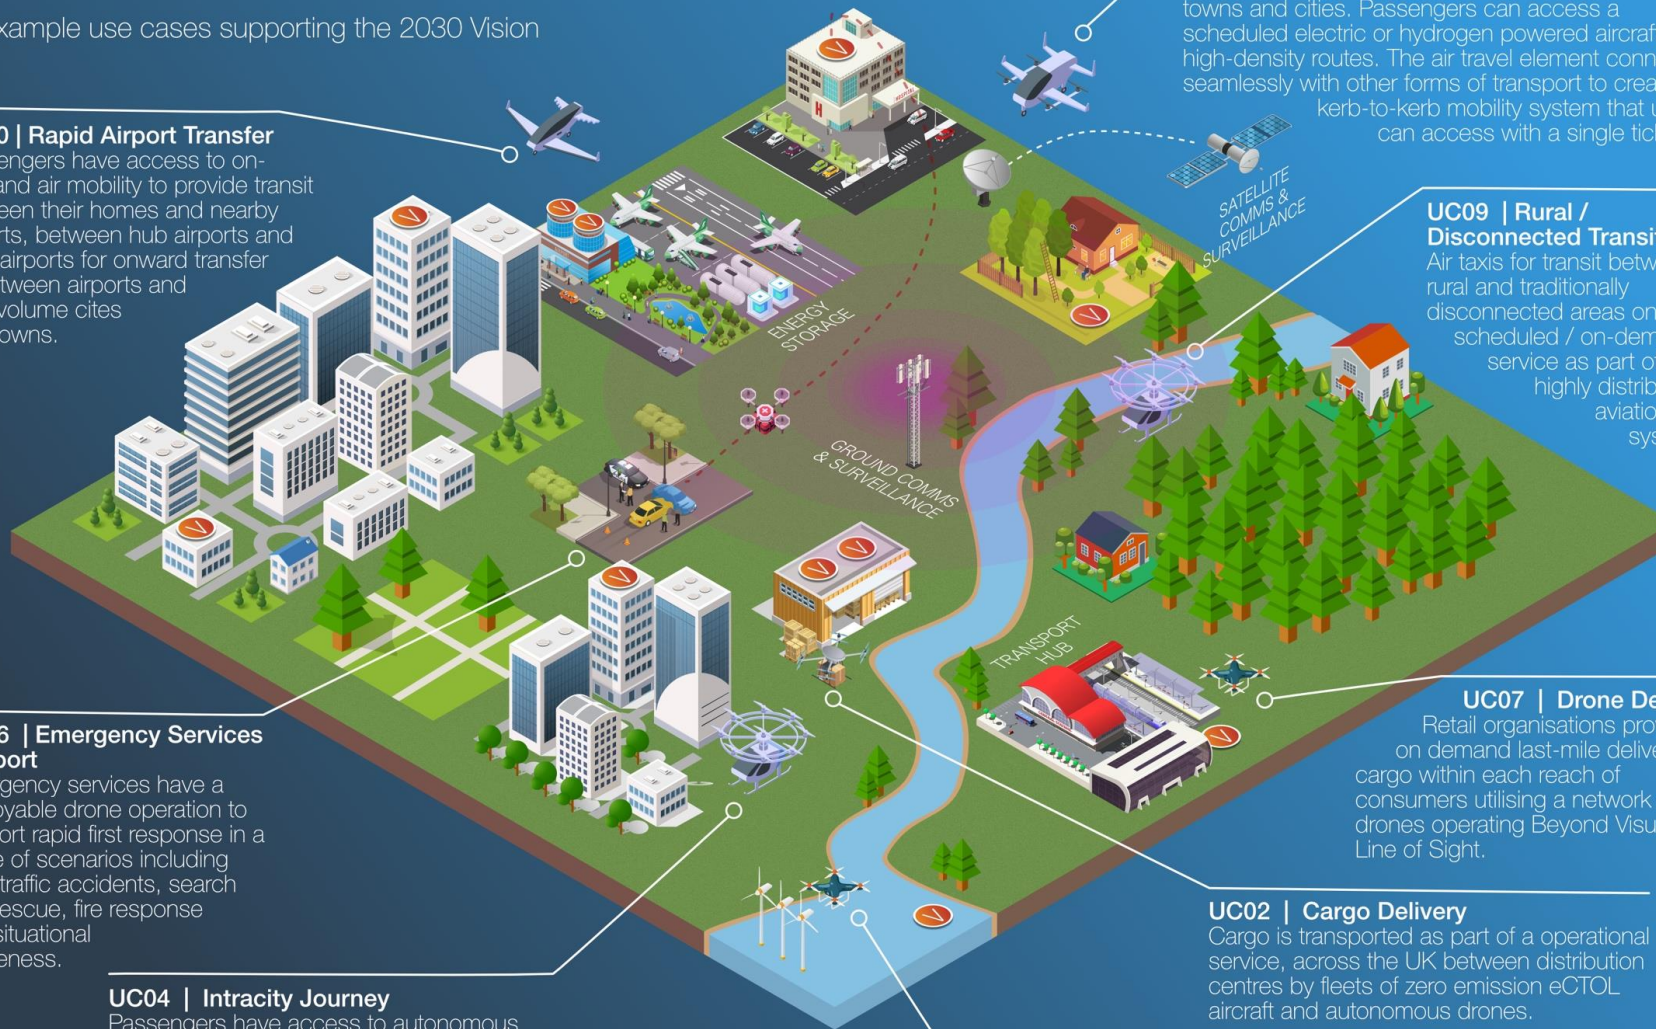 xample use cases supporting the 2030 Vision
towns and cities. Passengers can access a
scheduled electric or hydrogen powered aircraft
high-density routes. The air travel element conn
seamlessly with other forms of transport to crea
kerb-to-kerb mobility system that u
can access with a single tic
0 | Rapid Airport Transfer
engers have access to on-
and air mobility to provide transit
een their homes and nearby
rts, between hub airports and
airports for onward transfer
tween airports and
volume cites
owns.
SATELLITE
COMMS &
SURVEILLANCE
UC09 | Rural /
Disconnected Transit
Air taxis for transit betw
rural and traditionally
disconnected areas on
scheduled / on-dem
service as part of
highly distrib
aviatio
sys
ENERGY
STORAGE
GROUND COMMS
& SURVEILLANCE
TRANSPORT
HUB
6 | Emergency Services
port
gency services have a
oyable drone operation to
ort rapid first response in a
e of scenarios including
traffic accidents, search
escue, fire response
situational
eness.
UC07 | Drone De
Retail organisations pro
on demand last-mile delive
cargo within each reach of
consumers utilising a network
drones operating Beyond Visu
Line of Sight.
UC02 | Cargo Delivery
Cargo is transported as part of a operational
service, across the UK between distribution
centres by fleets of zero emission eCTOL
aircraft and autonomous drones.
UC04 | Intracity Journey
Passengers have access to autonomous
H
V
V
V
V
V
V
V
V
V
V
V